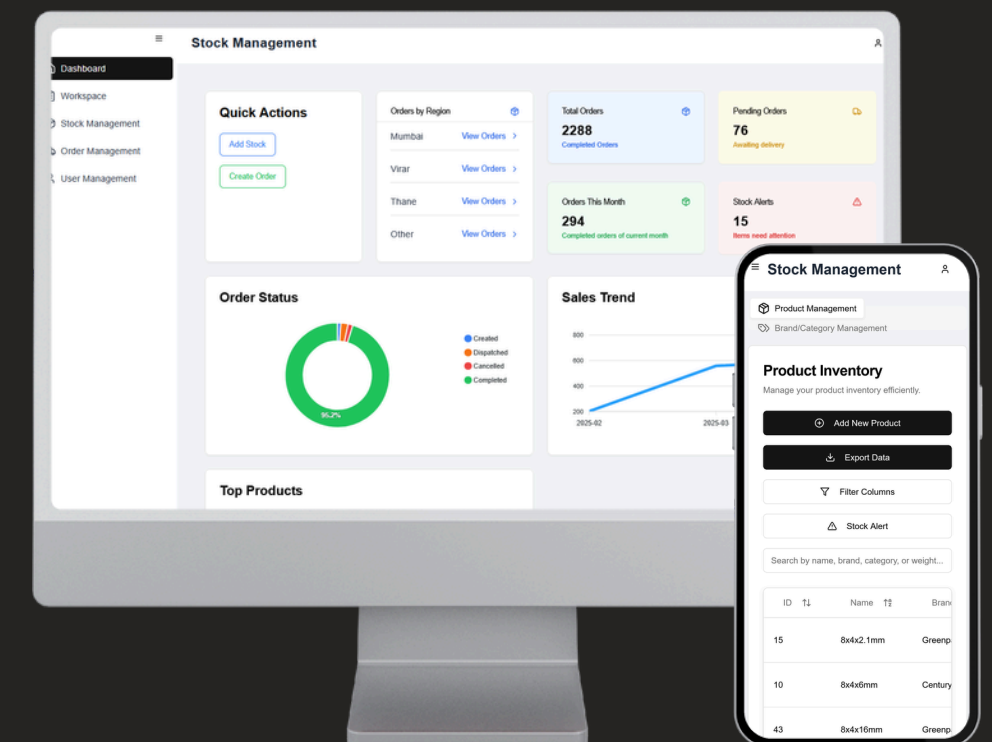 Stock Management
Dashboard
Workspace
Stock Management
Order Management
User Management
Quick Actions
Add Stock
Create Order
Orders by Region
Mumbai View Orders
Virar View Orders
Thane View Orders
Other View Orders
Total Orders
2288
Completed Orders
Pending Orders
76
Awaiting delivery
Orders This Month
294
Completed orders of current month
Stock Alerts
15
Items need attention
Order Status
95.2%
Created
Dispatched
Cancelled
Completed
Sales Trend
800
600
400
200
2025-02 2025-03
Top Products
Stock Management
Product Management
Brand/Category Management
Product Inventory
Manage your product inventory efficiently.
Add New Product
Export Data
Filter Columns
Stock Alert
Search by name, brand, category, or weight...
ID Name Bran
15 8x4x2.1mm Greenp
10 8x4x6mm Century
43 8x4x16mm Greenp